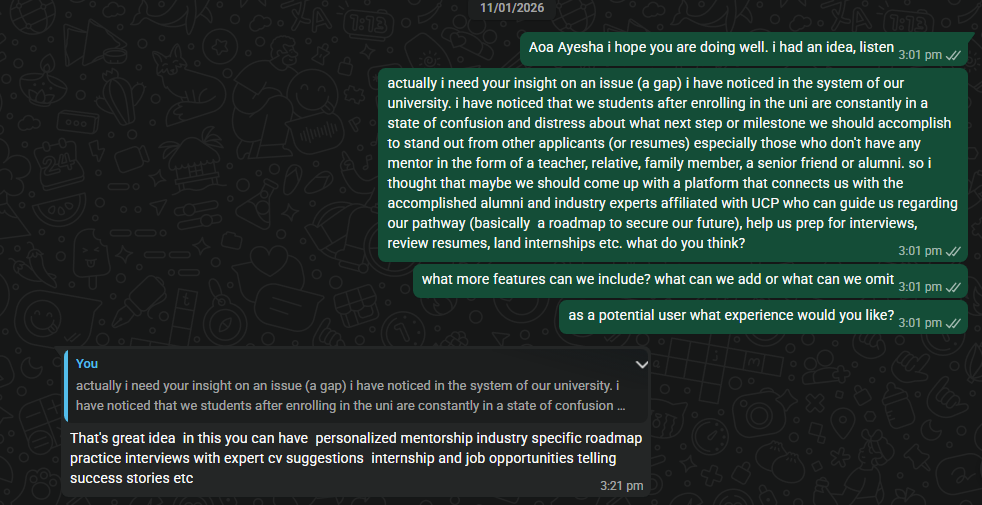 11/01/2026
Aoa Ayesha i hope you are doing well. i had an idea, listen
3:01 pm
actually i need your insight on an issue (a gap) i have noticed in the system of our
university. i have noticed that we students after enrolling in the uni are constantly in a
state of confusion and distress about what next step or milestone we should accomplish
to stand out from other applicants (or resumes) especially those who don't have any
mentor in the form of a teacher, relative, family member, a senior friend or alumni. so i
thought that maybe we should come up with a platform that connects us with the
accomplished alumni and industry experts affiliated with UCP who can guide us regarding
our pathway (basically a roadmap to secure our future), help us prep for interviews,
review resumes, land internships etc. what do you think?
3:01 pm
what more features can we include? what can we add or what can we omit
3:01 pm
as a potential user what experience would you like?
3:01 pm
You
actually i need your insight on an issue (a gap) i have noticed in the system of our university. i
have noticed that we students after enrolling in the uni are constantly in a state of confusion ...
That's great idea in this you can have personalized mentorship industry specific roadmap
practice interviews with expert cv suggestions internship and job opportunities telling
success stories etc
3:21 pm